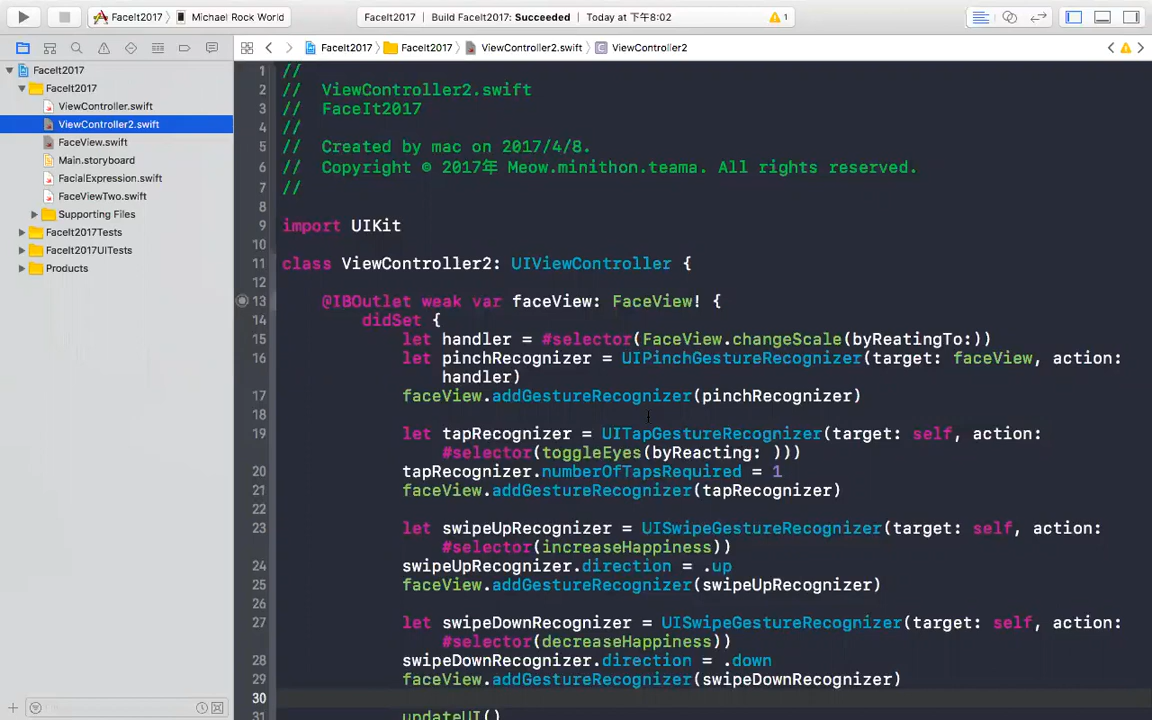 FaceIt2017 Michael Rock World FaceIt2017 Build FaceIt2017: Succeeded Today at 下午8:02 1
FaceIt2017 FaceIt2017 ViewController2.swift C ViewController2
FaceIt2017
FaceIt2017
ViewController.swift
ViewController2.swift
FaceView.swift
Main.storyboard
FacialExpression.swift
FaceViewTwo.swift
Supporting Files
FaceIt2017Tests
FaceIt2017UITests
Products
1 //
2 // ViewController2.swift
3 // FaceIt2017
4 //
5 // Created by mac on 2017/4/8.
6 // Copyright © 2017年 Meow.minithon.teama. All rights reserved.
7 //
8
9 import UIKit
10
11 class ViewController2: UIViewController {
12
13 @IBOutlet weak var faceView: FaceView! {
14 didSet {
15 let handler = #selector(FaceView.changeScale(byReatingTo:))
16 let pinchRecognizer = UIPinchGestureRecognizer(target: faceView, action:
handler)
17 faceView.addGestureRecognizer(pinchRecognizer)
18
19 let tapRecognizer = UITapGestureRecognizer(target: self, action:
#selector(toggleEyes(byReacting: )))
20 tapRecognizer.numberOfTapsRequired = 1
21 faceView.addGestureRecognizer(tapRecognizer)
22
23 let swipeUpRecognizer = UISwipeGestureRecognizer(target: self, action:
#selector(increaseHappiness))
24 swipeUpRecognizer.direction = .up
25 faceView.addGestureRecognizer(swipeUpRecognizer)
26
27 let swipeDownRecognizer = UISwipeGestureRecognizer(target: self, action:
#selector(decreaseHappiness))
28 swipeDownRecognizer.direction = .down
29 faceView.addGestureRecognizer(swipeDownRecognizer)
30
31 updateUI()